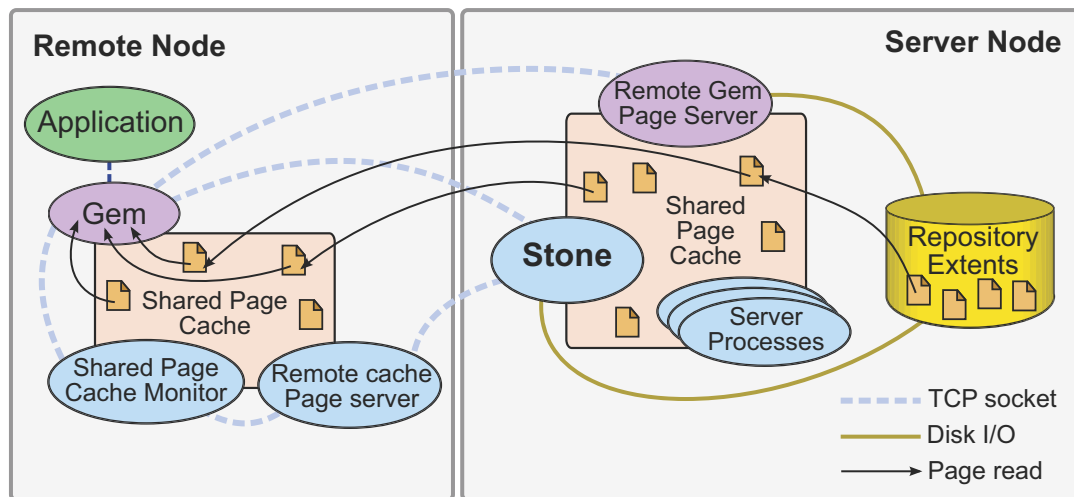 Remote Node
Server Node
Application
Gem
Shared Page
Cache
Shared Page
Cache Monitor
Remote cache
Page server
Remote Gem
Page Server
Shared
Page
Cache
Stone
Server
Processes
Repository
Extents
TCP socket
Disk I/O
Page read